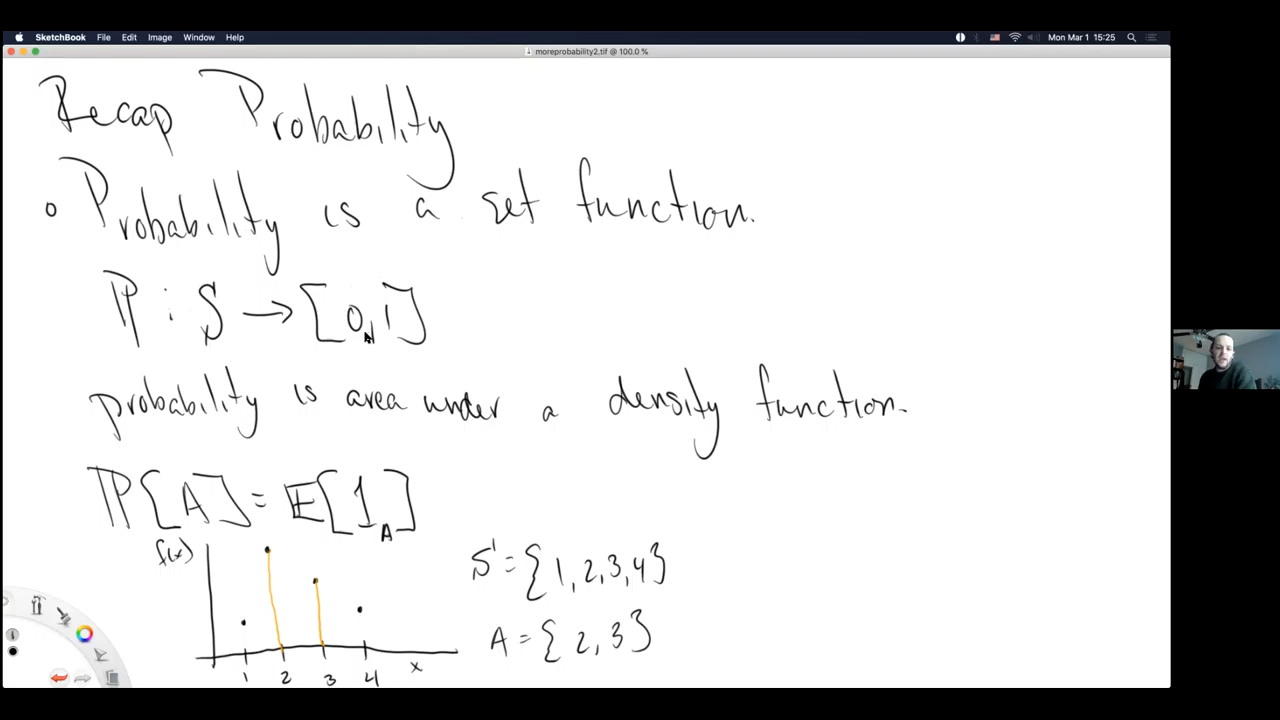 SketchBook File Edit Image Window Help Mon Mar 1 15:25
moreprobability2.tif @ 100.0 %
Recap Probability
Probability is a set function.
ℙ : S → [0,1]
probability is area under a density function.
ℙ[A] = 𝔼[1_A]
f(x)
S = {1,2,3,4}
A = {2,3}
1 2 3 4 x